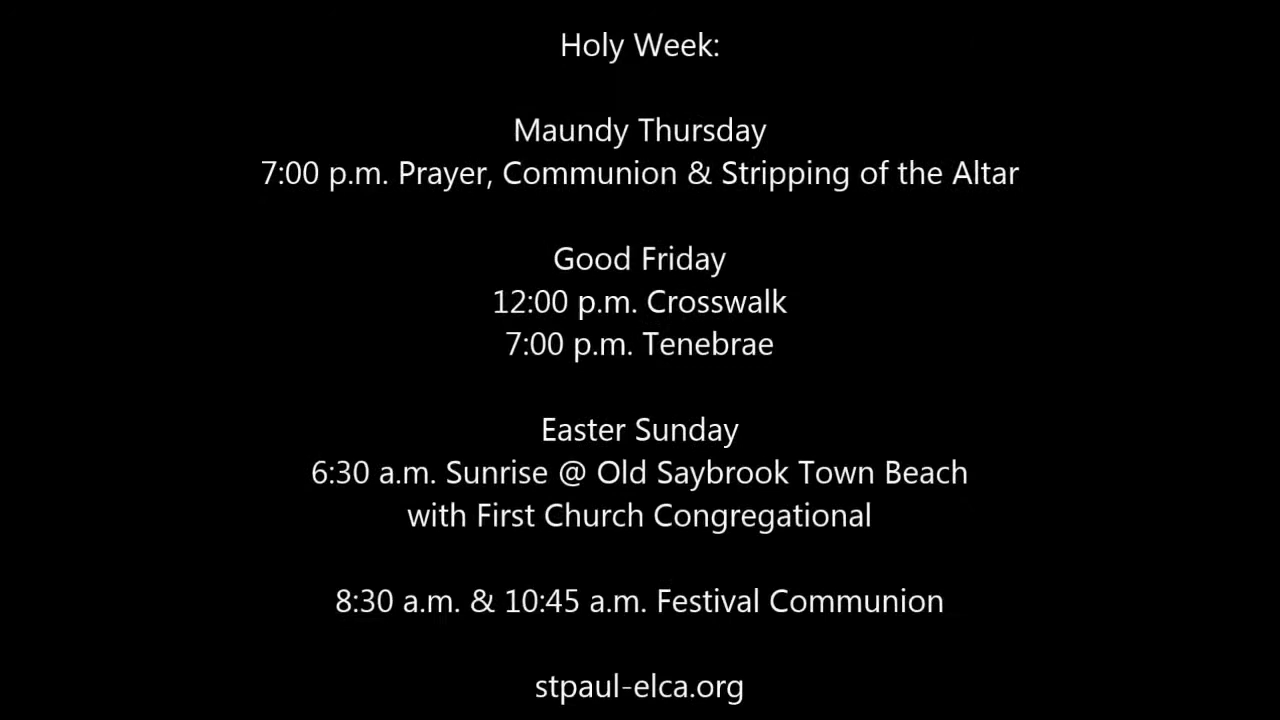 Holy Week:
Maundy Thursday
7:00 p.m. Prayer, Communion & Stripping of the Altar
Good Friday
12:00 p.m. Crosswalk
7:00 p.m. Tenebrae
Easter Sunday
6:30 a.m. Sunrise @ Old Saybrook Town Beach
with First Church Congregational
8:30 a.m. & 10:45 a.m. Festival Communion
stpaul-elca.org